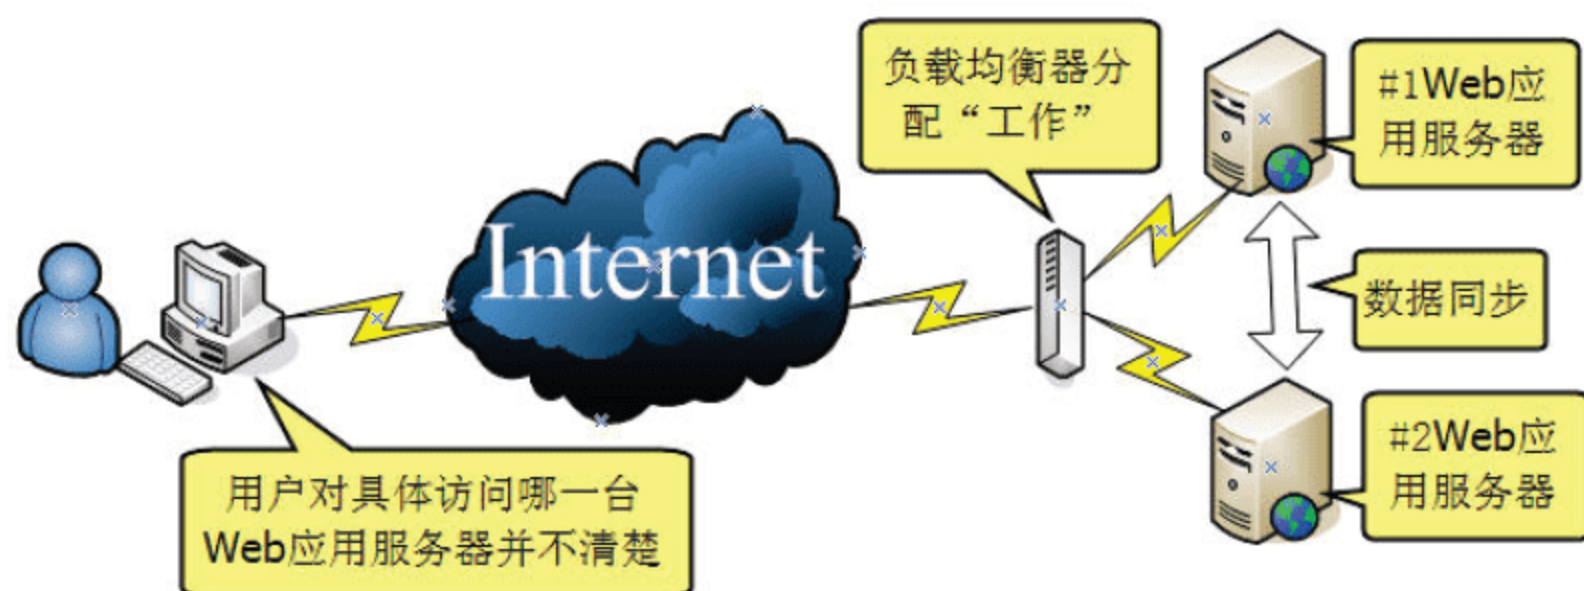 负载均衡器分
配“工作”
#1Web应
用服务器
Internet
数据同步
#2Web应
用服务器
用户对具体访问哪一台
Web应用服务器并不清楚